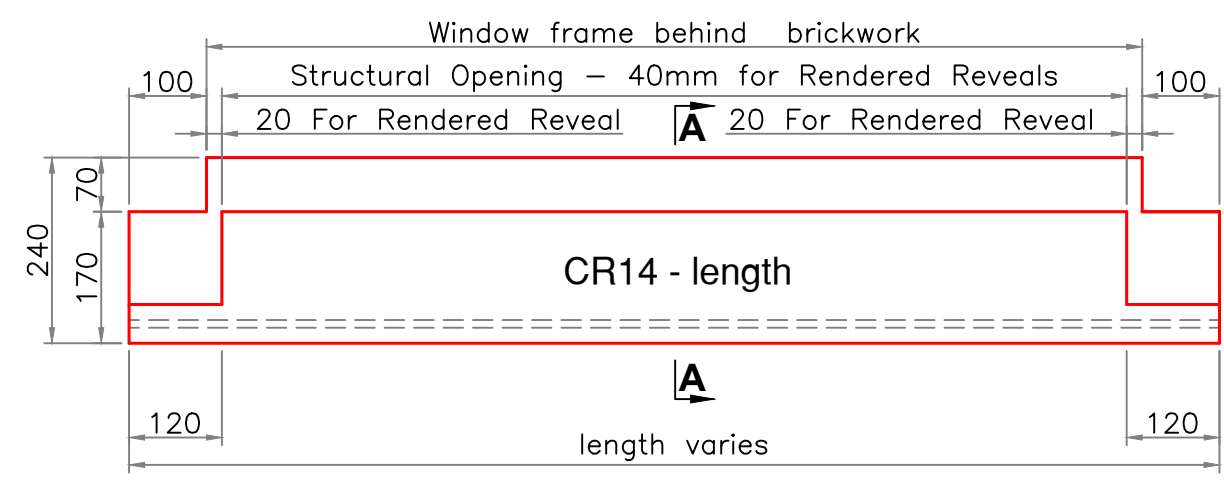 Window frame behind brickwork
100
Structural Opening - 40mm for Rendered Reveals
100
20 For Rendered Reveal
A
20 For Rendered Reveal
70
240
170
CR14 - length
A
120
120
length varies